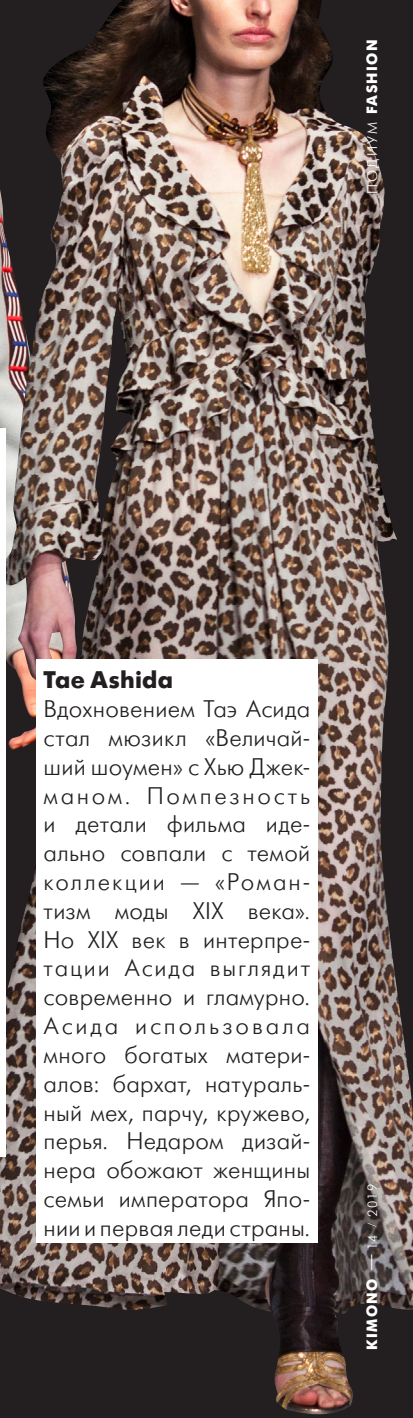 ПОДИУМ FASHION
Tae Ashida
Вдохновением Таэ Асида
стал мюзикл «Величай-
ший шоумен» с Хью Джек-
маном. Помпезность
и детали фильма иде-
ально совпали с темой
коллекции — «Роман-
тизм моды XIX века».
Но XIX век в интерпре-
тации Асида выглядит
современно и гламурно.
Асида использовала
много богатых матери-
алов: бархат, натураль-
ный мех, парчу, кружево,
перья. Недаром дизай-
нера обожают женщины
семьи императора Япо-
нии и первая леди страны.
KIMONO — 14 / 2019